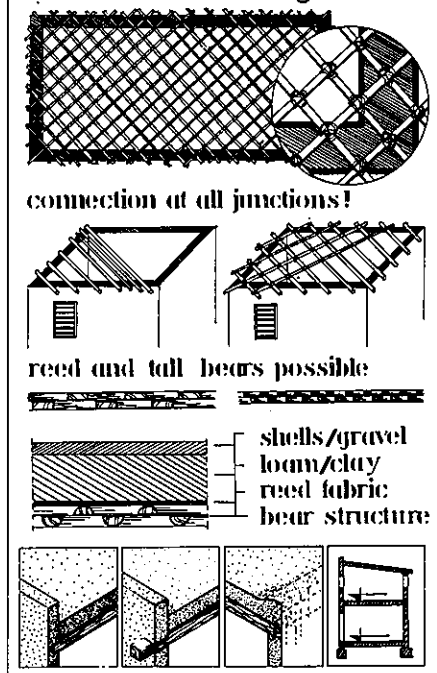 connection at all junctions!
reed and tall bears possible
shells/gravel
loam/clay
reed fabric
bear structure